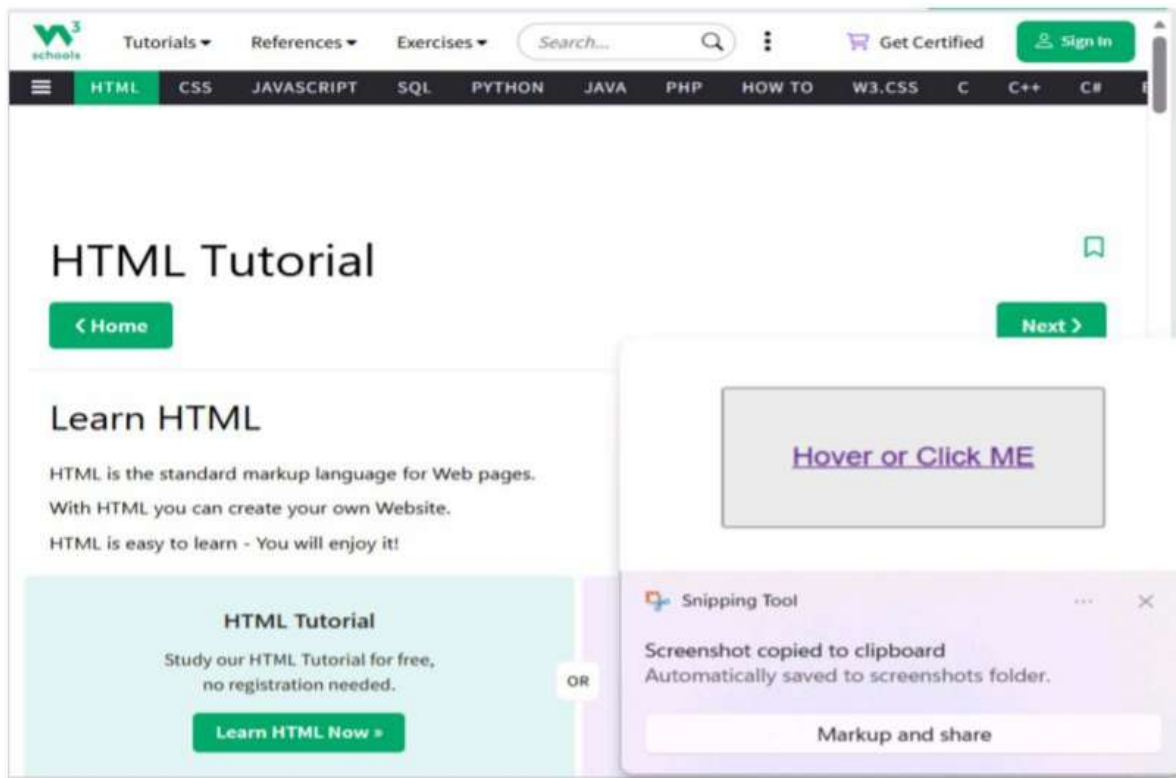 w3
schools
Tutorials References Exercises Search... Get Certified Sign In
HTML CSS JAVASCRIPT SQL PYTHON JAVA PHP HOW TO W3.CSS C C++ C#
HTML Tutorial
❮ Home
Next ❯
Learn HTML
HTML is the standard markup language for Web pages.
With HTML you can create your own Website.
HTML is easy to learn - You will enjoy it!
HTML Tutorial
Study our HTML Tutorial for free,
no registration needed.
Learn HTML Now »
OR
Hover or Click ME
Snipping Tool
Screenshot copied to clipboard
Automatically saved to screenshots folder.
Markup and share